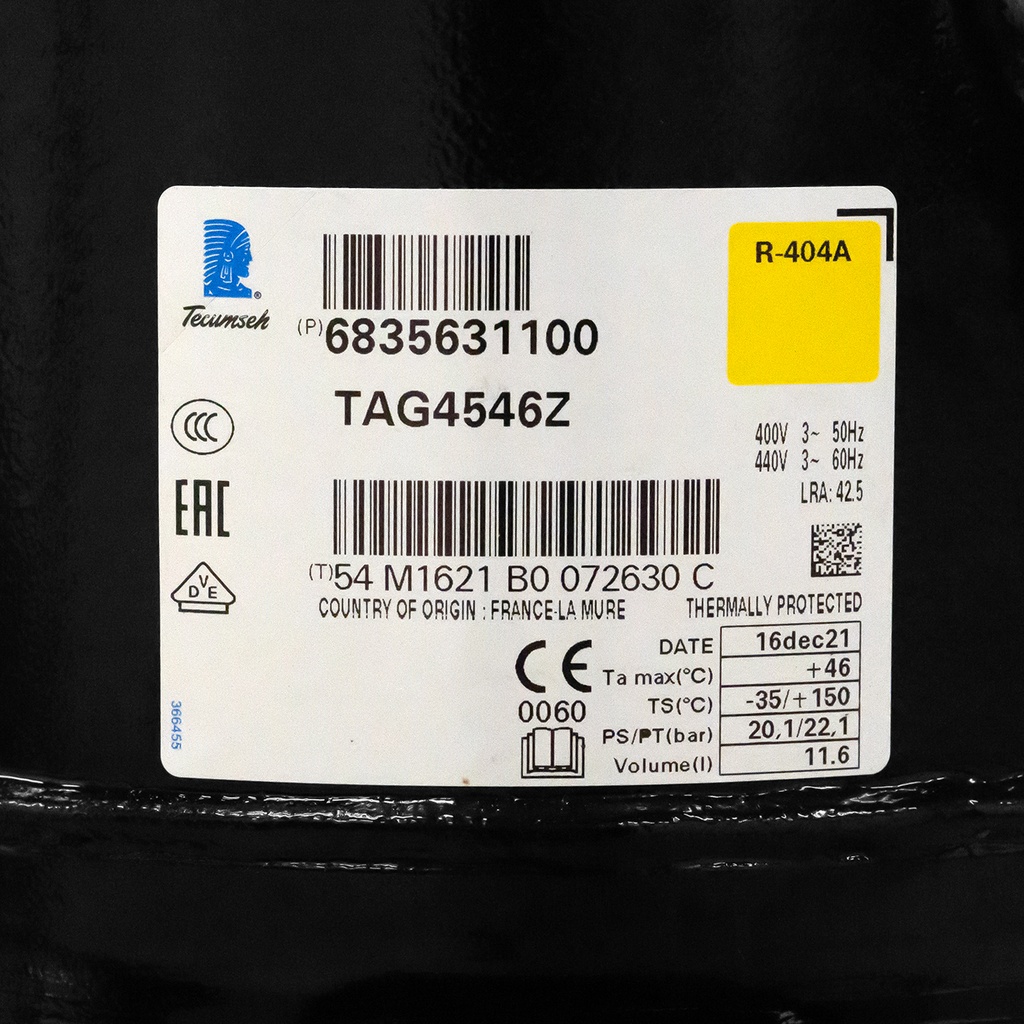 Tecumseh ®
(P)6835631100
R-404A
TAG4546Z
CCC
400V 3~ 50Hz
440V 3~ 60Hz
LRA: 42.5
EAC
DVE
(T)54 M1621 B0 072630 C
COUNTRY OF ORIGIN : FRANCE-LA MURE
THERMALLY PROTECTED
CE
0060
DATE 16dec21
Ta max(°C) +46
TS(°C) -35/+150
PS/PT(bar) 20,1/22,1
Volume(l) 11.6
366455